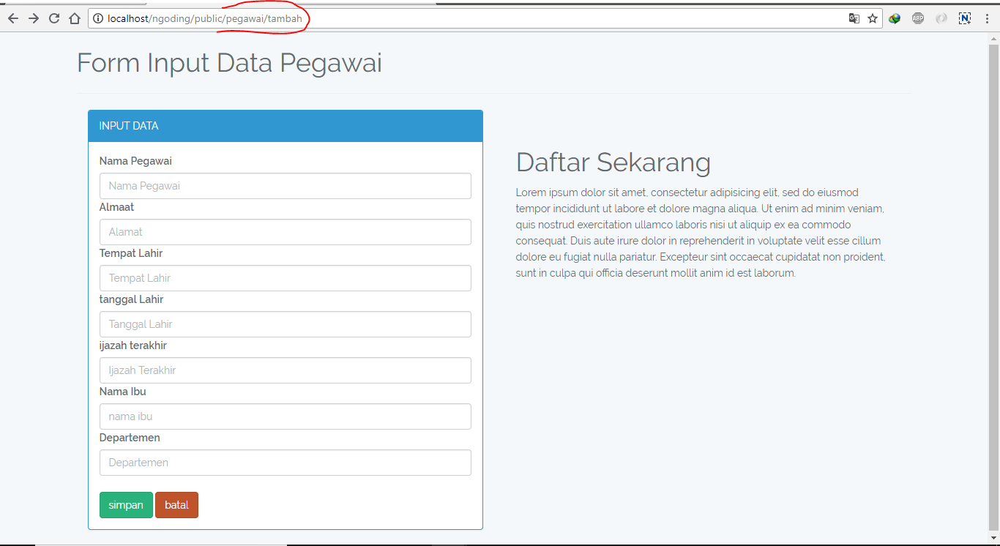 localhost/ngoding/public/pegawai/tambah
ABP
N
Form Input Data Pegawai
INPUT DATA
Nama Pegawai
Nama Pegawai
Almaat
Alamat
Tempat Lahir
Tempat Lahir
tanggal Lahir
Tanggal Lahir
ijazah terakhir
Ijazah Terakhir
Nama Ibu
nama ibu
Departemen
Departemen
simpan batal
Daftar Sekarang
Lorem ipsum dolor sit amet, consectetur adipisicing elit, sed do eiusmod
tempor incididunt ut labore et dolore magna aliqua. Ut enim ad minim veniam,
quis nostrud exercitation ullamco laboris nisi ut aliquip ex ea commodo
consequat. Duis aute irure dolor in reprehenderit in voluptate velit esse cillum
dolore eu fugiat nulla pariatur. Excepteur sint occaecat cupidatat non proident,
sunt in culpa qui officia deserunt mollit anim id est laborum.